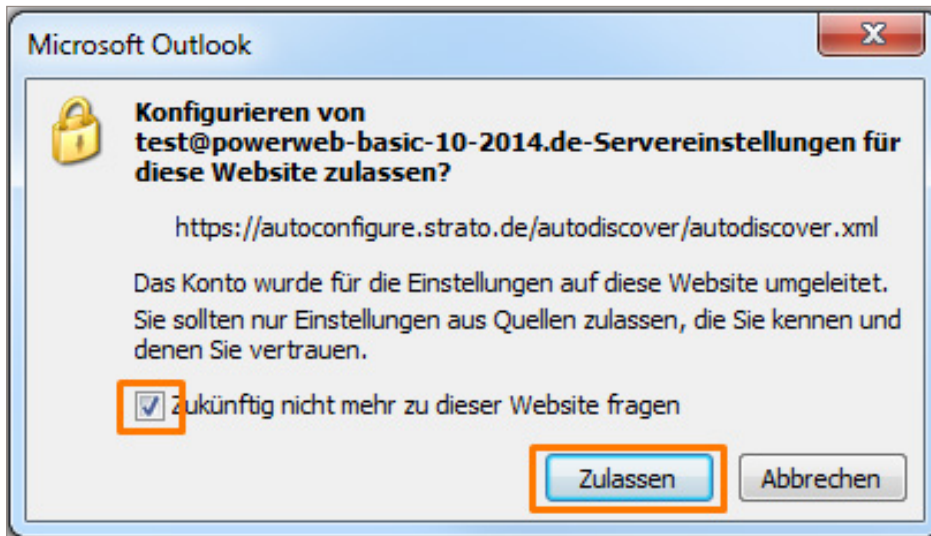 Microsoft Outlook
Konfigurieren von
test@powerweb-basic-10-2014.de-Servereinstellungen für
diese Website zulassen?
https://autoconfigure.strato.de/autodiscover/autodiscover.xml
Das Konto wurde für die Einstellungen auf diese Website umgeleitet.
Sie sollten nur Einstellungen aus Quellen zulassen, die Sie kennen und
denen Sie vertrauen.
Zukünftig nicht mehr zu dieser Website fragen
Zulassen Abbrechen